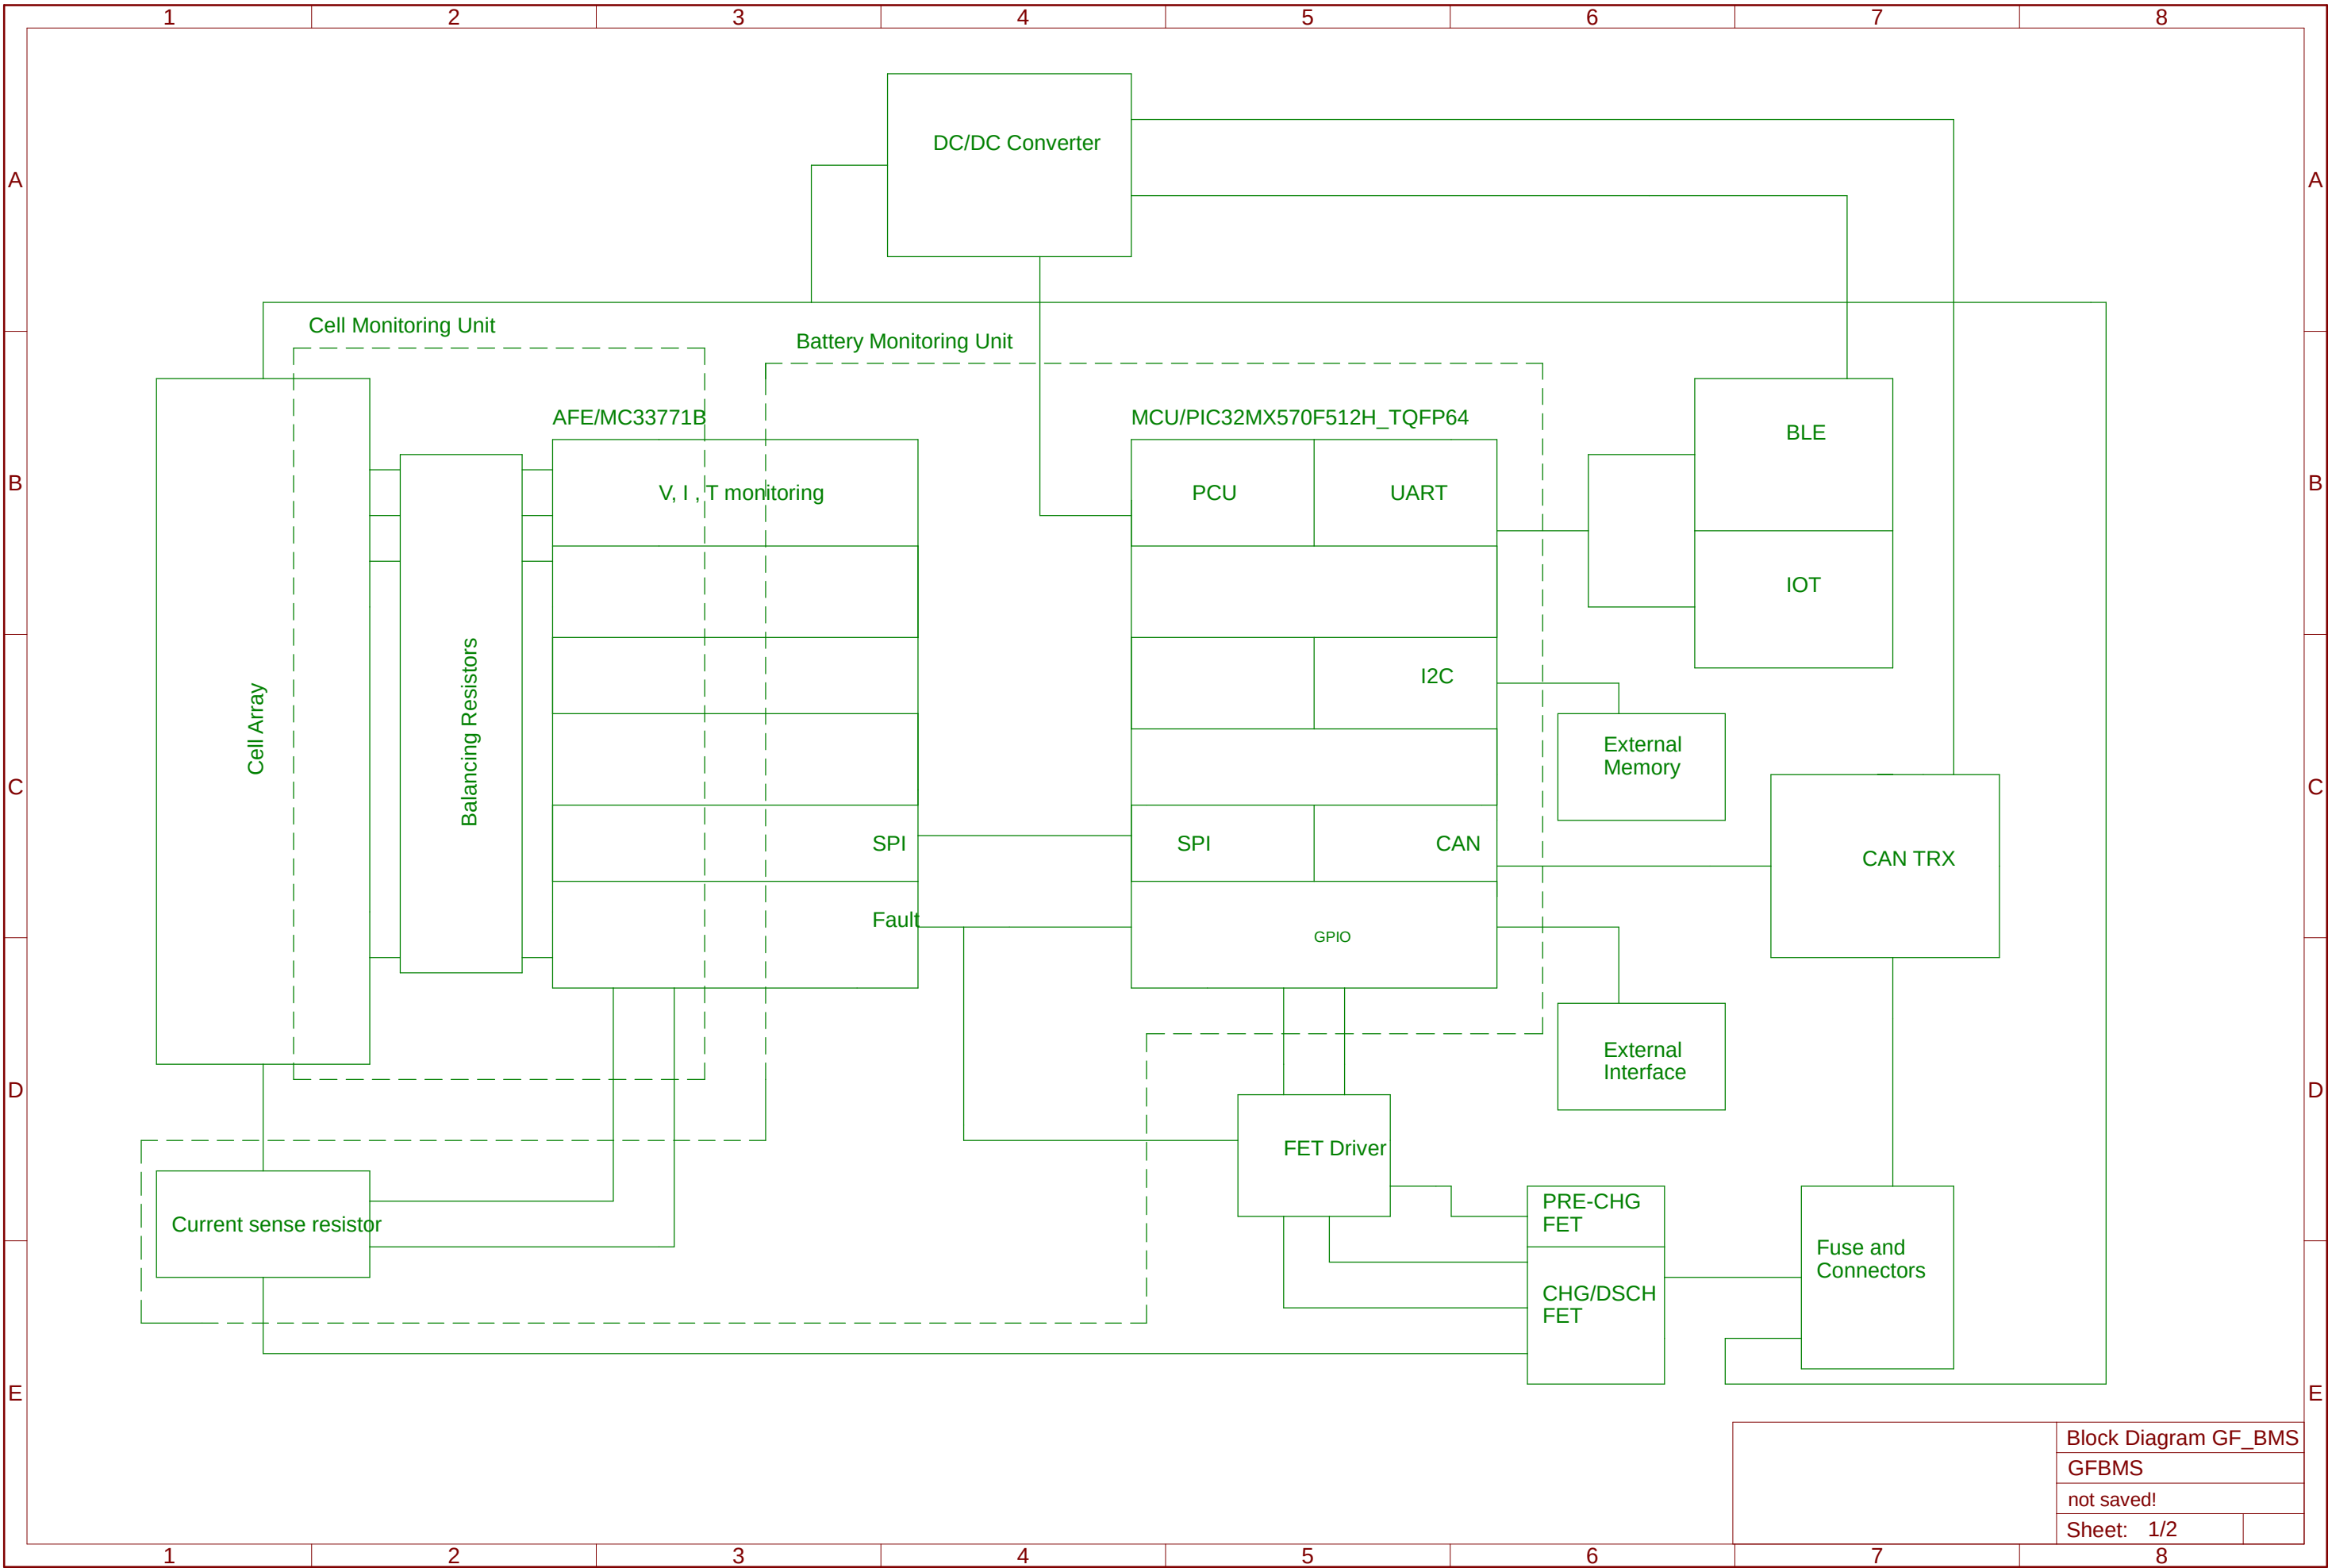 1 2 3 4 5 6 7 8
DC/DC Converter
A A
Cell Monitoring Unit
Battery Monitoring Unit
AFE/MC33771B
MCU/PIC32MX570F512H_TQFP64
BLE
B B
V, I , T monitoring
PCU UART
IOT
I2C
Cell Array
Balancing Resistors
External
Memory
C C
SPI
SPI
CAN
CAN TRX
Fault
GPIO
External
Interface
D D
FET Driver
Current sense resistor
PRE-CHG
FET
Fuse and
Connectors
CHG/DSCH
FET
E E
Block Diagram GF_BMS
GFBMS
not saved!
Sheet: 1/2
1 2 3 4 5 6 7 8